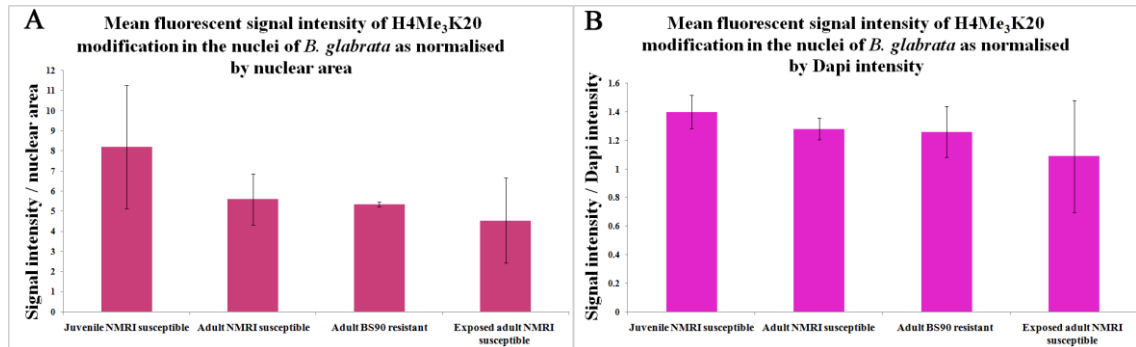 A
Mean fluorescent signal intensity of H4Me₃K20
modification in the nuclei of B. glabrata as normalised
by nuclear area
Signal intensity / nuclear area
12
11
10
9
8
7
6
5
4
3
2
1
0
Juvenile NMRI susceptible
Adult NMRI susceptible
Adult BS90 resistant
Exposed adult NMRI
susceptible
B
Mean fluorescent signal intensity of H4Me₃K20
modification in the nuclei of B. glabrata as normalised
by Dapi intensity
Signal intensity / Dapi intensity
1.6
1.4
1.2
1
0.8
0.6
0.4
0.2
0
Juvenile NMRI susceptible
Adult NMRI susceptible
Adult BS90 resistant
Exposed adult NMRI
susceptible